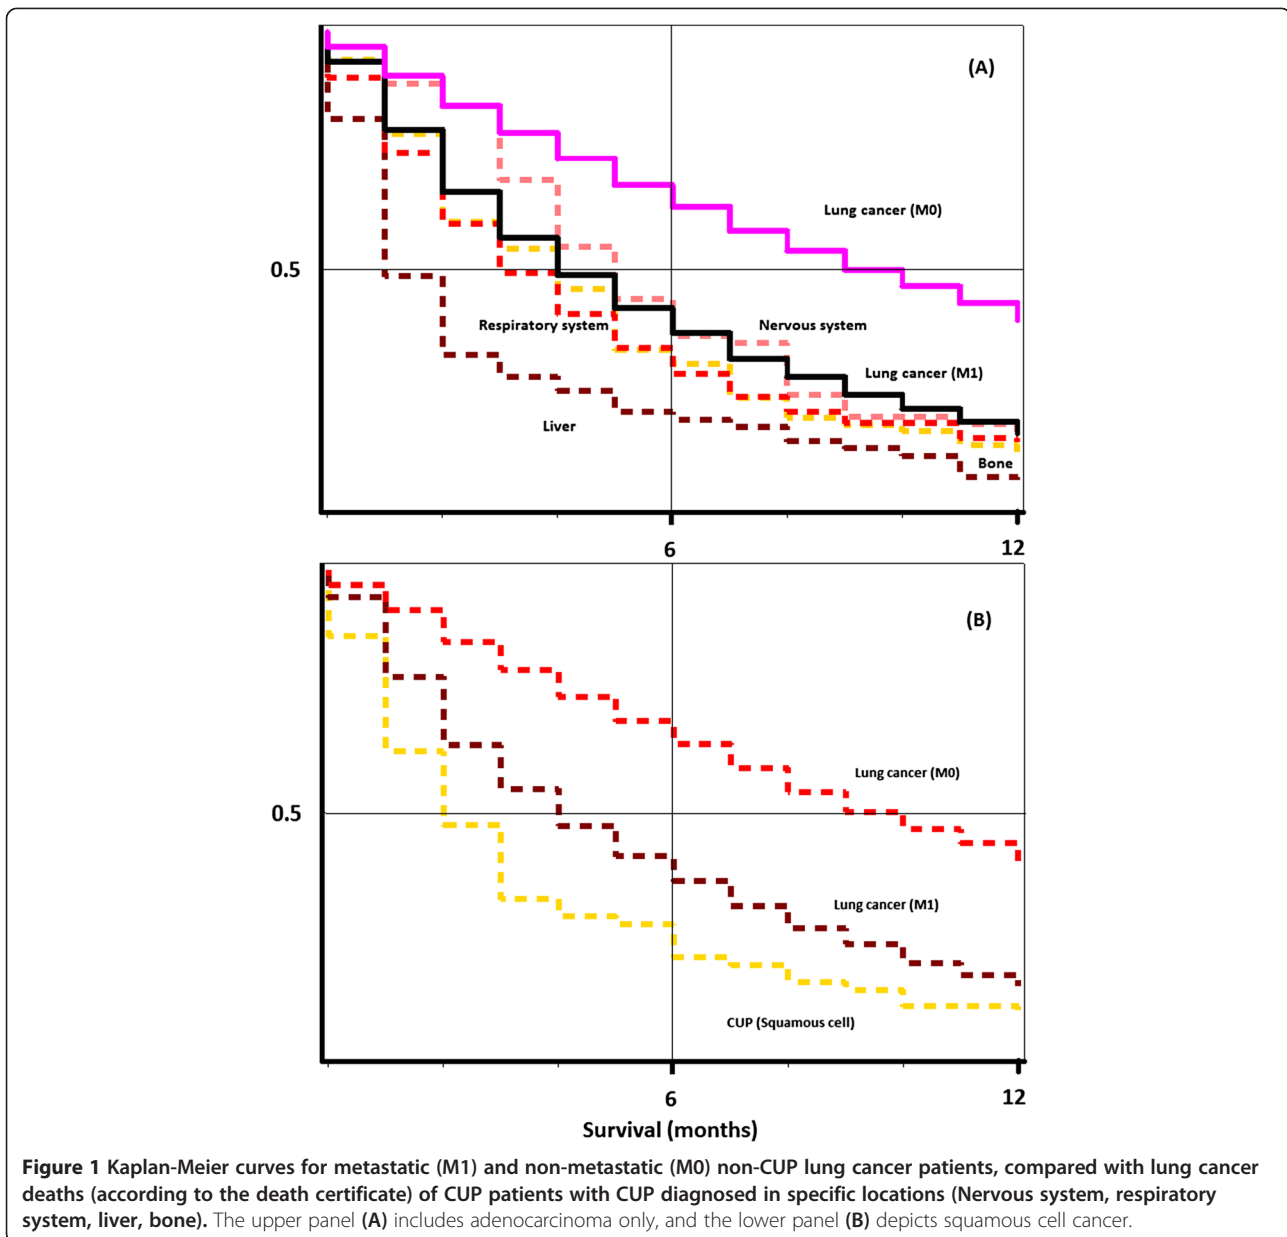 (A)
Lung cancer (M0)
0.5
Respiratory system
Nervous system
Lung cancer (M1)
Liver
Bone
6
12
(B)
Lung cancer (M0)
0.5
Lung cancer (M1)
CUP (Squamous cell)
6
12
Survival (months)
Figure 1 Kaplan-Meier curves for metastatic (M1) and non-metastatic (M0) non-CUP lung cancer patients, compared with lung cancer
deaths (according to the death certificate) of CUP patients with CUP diagnosed in specific locations (Nervous system, respiratory
system, liver, bone). The upper panel (A) includes adenocarcinoma only, and the lower panel (B) depicts squamous cell cancer.